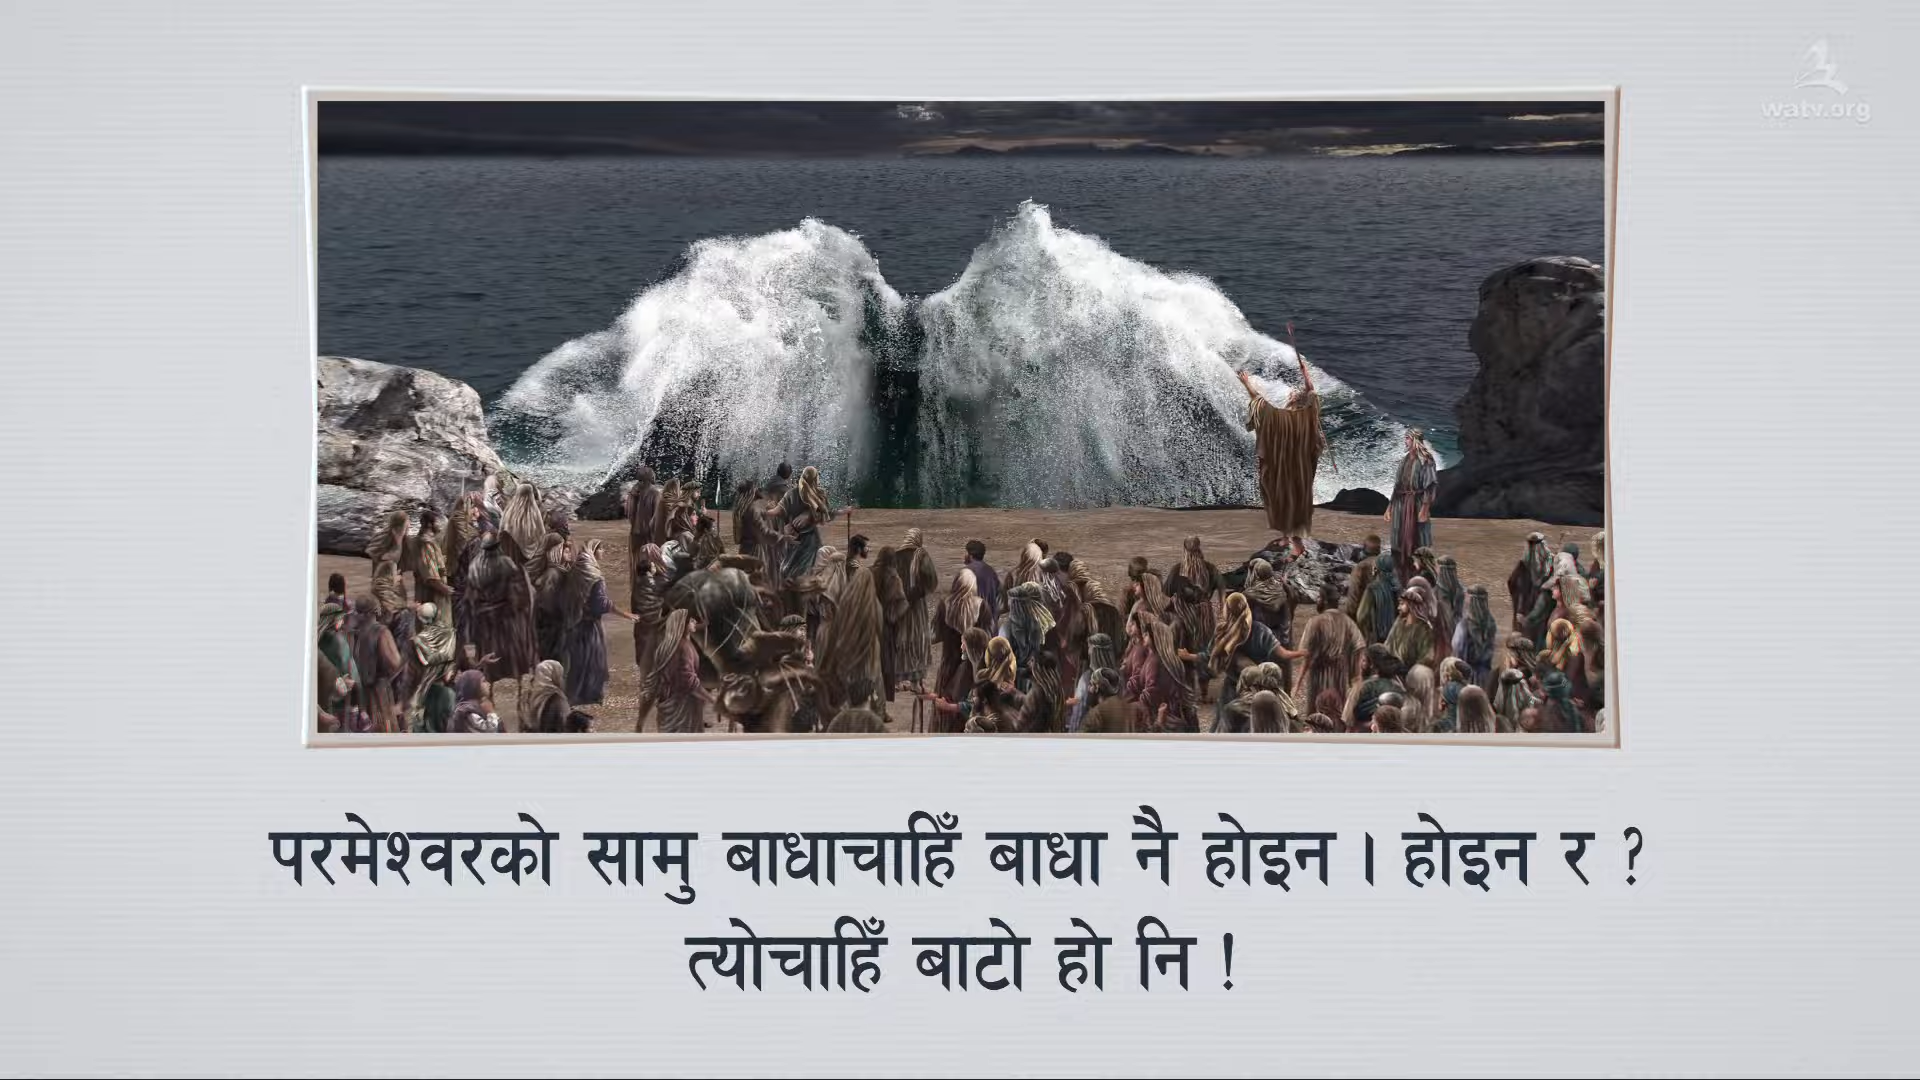 watv.org
परमेश्वरको सामु बाधाचाहिँ बाधा नै होइन । होइन र ?
त्योचाहिँ बाटो हो नि !